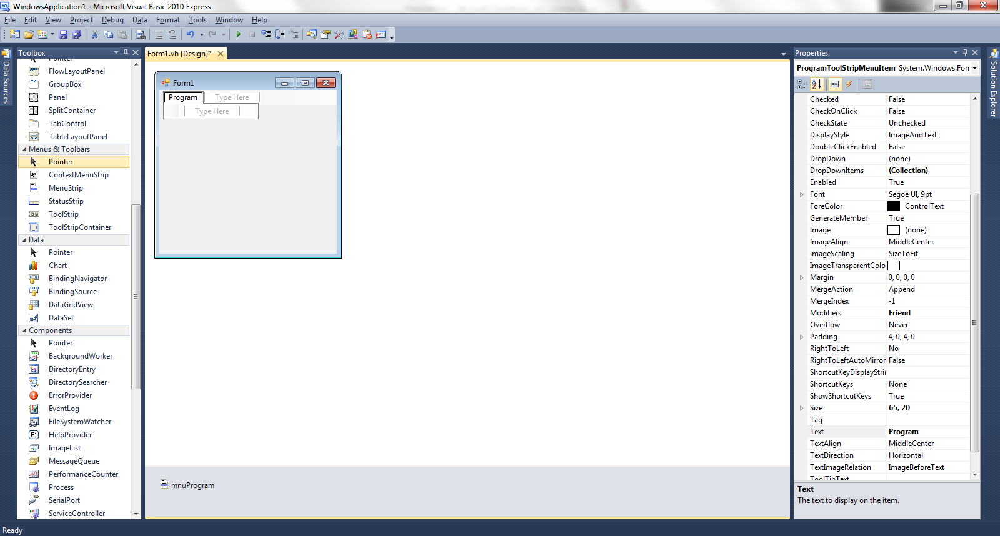 WindowsApplication1 - Microsoft Visual Basic 2010 Express
File Edit View Project Debug Data Format Tools Window Help
Data Sources
Toolbox
Pointer
FlowLayoutPanel
GroupBox
Panel
SplitContainer
TabControl
TableLayoutPanel
Menus & Toolbars
Pointer
ContextMenuStrip
MenuStrip
StatusStrip
ToolStrip
ToolStripContainer
Data
Pointer
Chart
BindingNavigator
BindingSource
DataGridView
DataSet
Components
Pointer
BackgroundWorker
DirectoryEntry
DirectorySearcher
ErrorProvider
EventLog
FileSystemWatcher
HelpProvider
ImageList
MessageQueue
PerformanceCounter
Process
SerialPort
ServiceController
Form1.vb [Design]*
Form1
Program Type Here
Type Here
mnuProgram
Properties
ProgramToolStripMenuItem System.Windows.Forr
Checked False
CheckOnClick False
CheckState Unchecked
DisplayStyle ImageAndText
DoubleClickEnabled False
DropDown (none)
DropDownItems (Collection)
Enabled True
Font Segoe UI, 9pt
ForeColor ControlText
GenerateMember True
Image (none)
ImageAlign MiddleCenter
ImageScaling SizeToFit
ImageTransparentColo
Margin 0, 0, 0, 0
MergeAction Append
MergeIndex -1
Modifiers Friend
Overflow Never
Padding 4, 0, 4, 0
RightToLeft No
RightToLeftAutoMirror False
ShortcutKeyDisplayStri
ShortcutKeys None
ShowShortcutKeys True
Size 65, 20
Tag
Text Program
TextAlign MiddleCenter
TextDirection Horizontal
TextImageRelation ImageBeforeText
ToolTipText
Text
The text to display on the item.
Solution Explorer
Ready